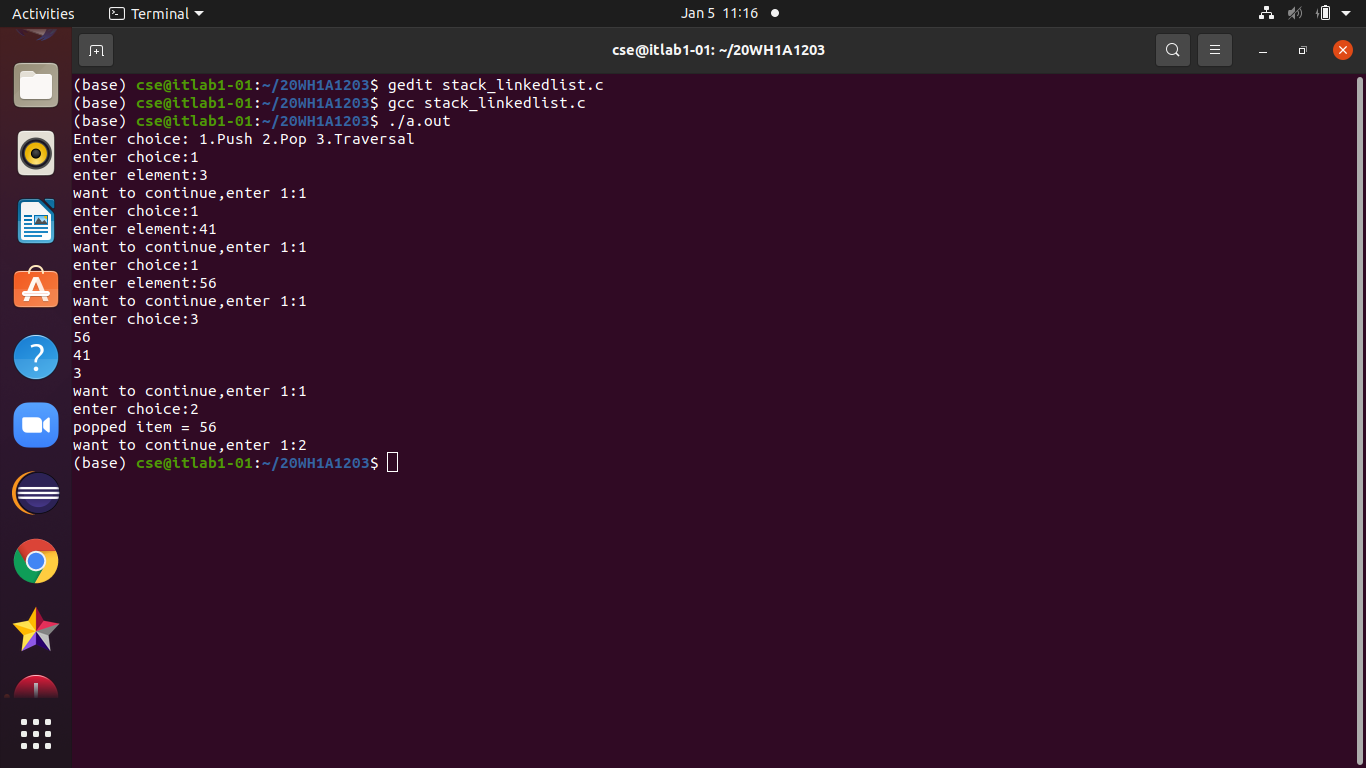 Activities Terminal Jan 5 11:16
cse@itlab1-01: ~/20WH1A1203
(base) cse@itlab1-01:~/20WH1A1203$ gedit stack_linkedlist.c
(base) cse@itlab1-01:~/20WH1A1203$ gcc stack_linkedlist.c
(base) cse@itlab1-01:~/20WH1A1203$ ./a.out
Enter choice: 1.Push 2.Pop 3.Traversal
enter choice:1
enter element:3
want to continue,enter 1:1
enter choice:1
enter element:41
want to continue,enter 1:1
enter choice:1
enter element:56
want to continue,enter 1:1
enter choice:3
56
41
3
want to continue,enter 1:1
enter choice:2
popped item = 56
want to continue,enter 1:2
(base) cse@itlab1-01:~/20WH1A1203$